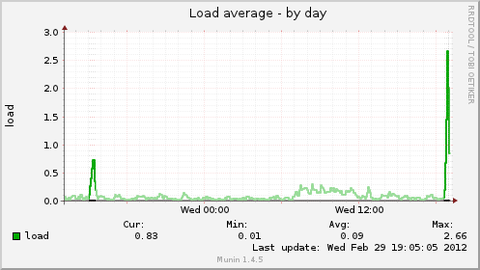 Load average - by day
RRDTOOL / TOBI OETIKER
load
3.0
2.5
2.0
1.5
1.0
0.5
0.0
Wed 00:00 Wed 12:00
Cur: Min: Avg: Max:
load 0.83 0.01 0.09 2.66
Last update: Wed Feb 29 19:05:05 2012
Munin 1.4.5